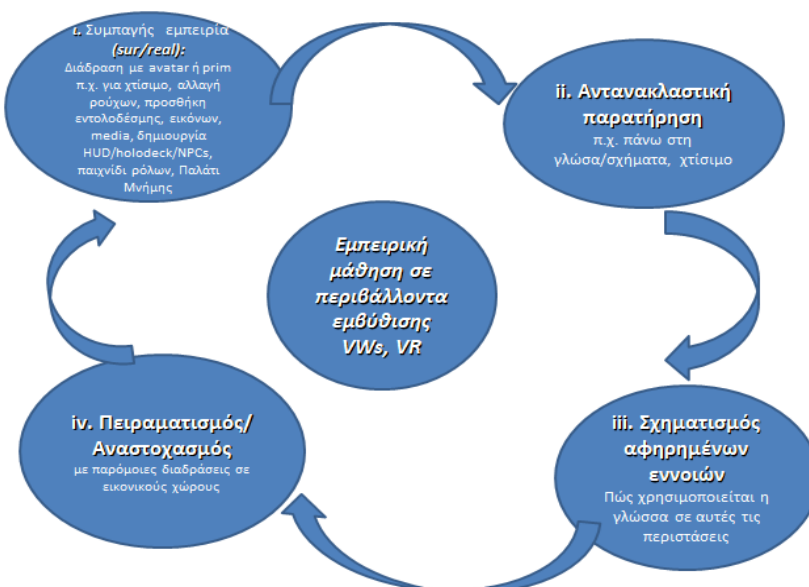 i. Συμπαγής εμπειρία
(sur/real):
Διάδραση με avatar ή prim
π.χ. για χτίσιμο, αλλαγή
ρούχων, προσθήκη
εντολοδέσμης, εικόνων,
media, δημιουργία
HUD/holodeck/NPCs,
παιχνίδι ρόλων, Παλάτι
Μνήμης
ii. Αντανακλαστική
παρατήρηση
π.χ. πάνω στη
γλώσα/σχήματα, χτίσιμο
iii. Σχηματισμός
αφηρημένων
εννοιών
Πώς χρησιμοποιείται η
γλώσσα σε αυτές τις
περιστάσεις
iv. Πειραματισμός/
Αναστοχασμός
με παρόμοιες διαδράσεις σε
εικονικούς χώρους
Εμπειρική
μάθηση σε
περιβάλλοντα
εμβύθισης
VWs, VR